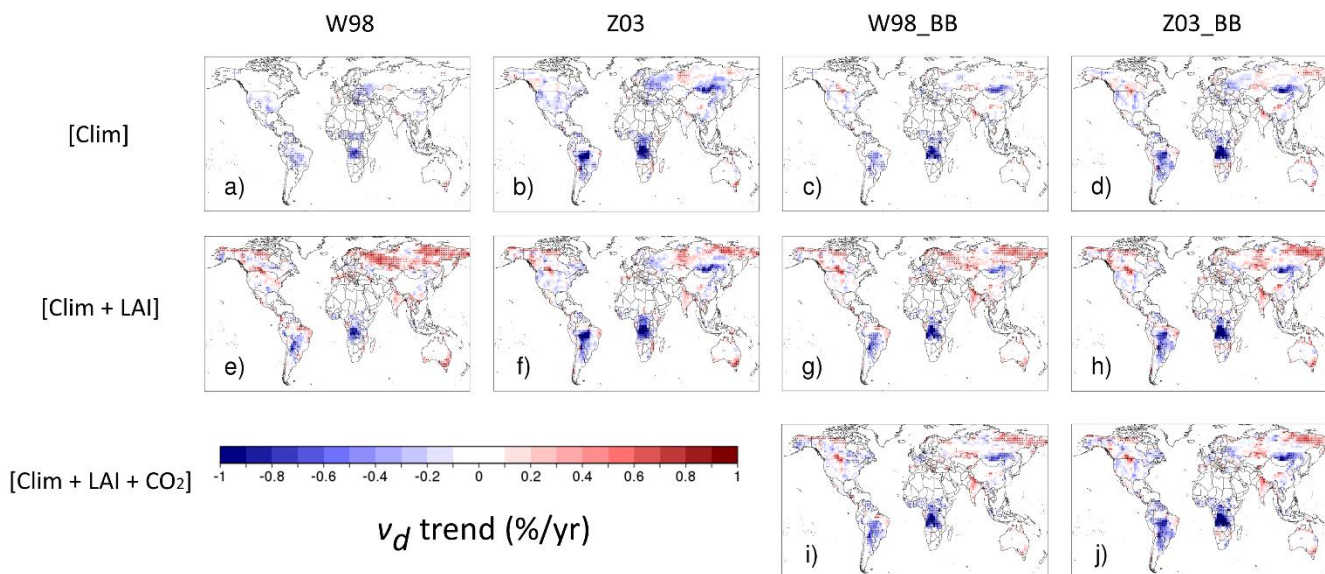 W98 Z03 W98_BB Z03_BB
[Clim]
a) b) c) d)
[Clim + LAI]
e) f) g) h)
[Clim + LAI + CO₂]
-1 -0.8 -0.6 -0.4 -0.2 0 0.2 0.4 0.6 0.8 1
v_d trend (%/yr)
i) j)